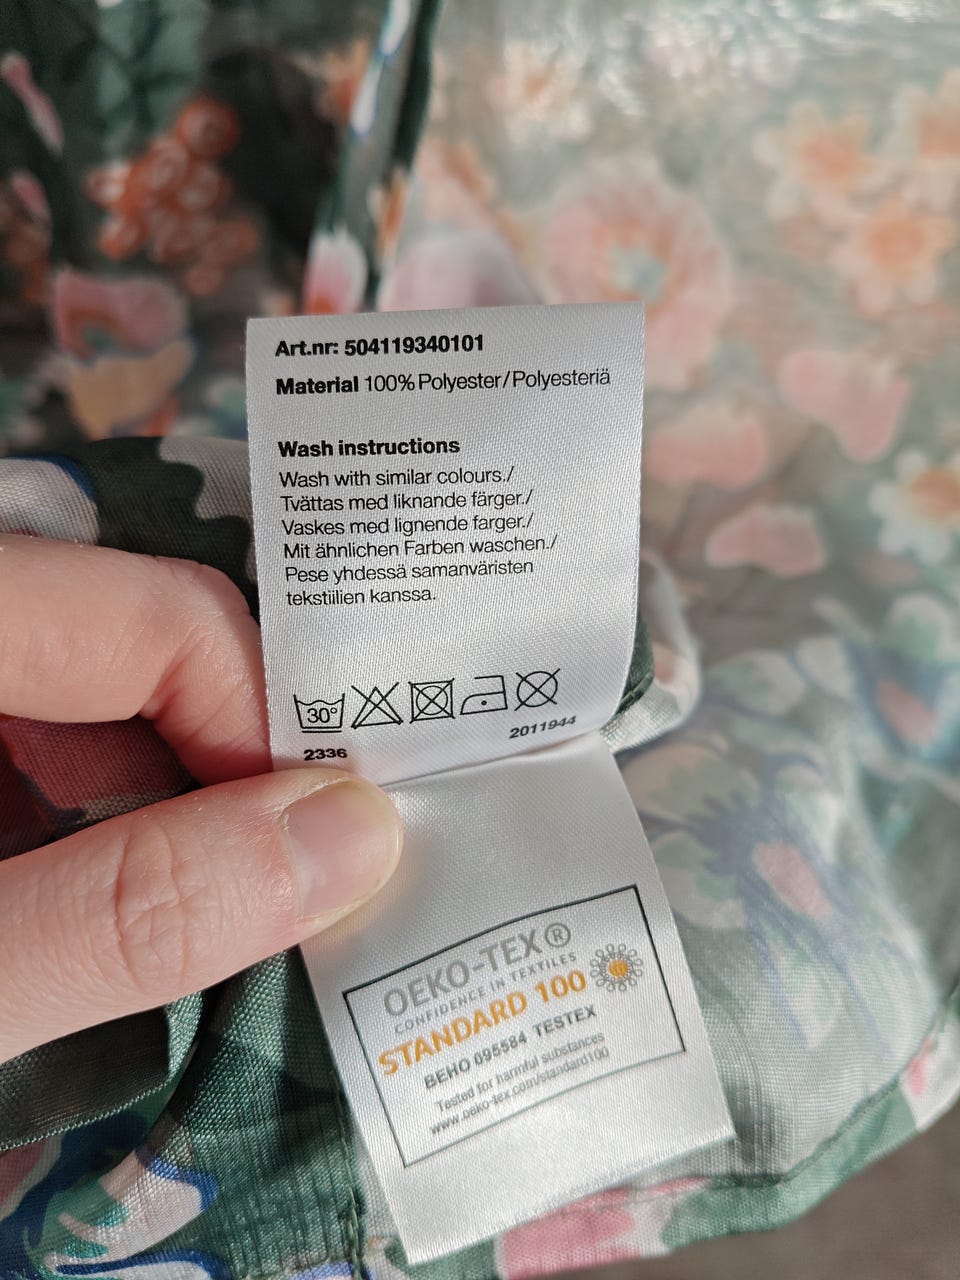 Art.nr: 504119340101
Material 100% Polyester/Polyesteriä
Wash instructions
Wash with similar colours./
Tvättas med liknande färger./
Vaskes med lignende farger./
Mit ähnlichen Farben waschen./
Pese yhdessä samanväristen
tekstiilien kanssa.
30°
2336 2011944
OEKO-TEX®
CONFIDENCE IN TEXTILES
STANDARD 100
BEHO 095584 TESTEX
Tested for harmful substances
www.oeko-tex.com/standard100